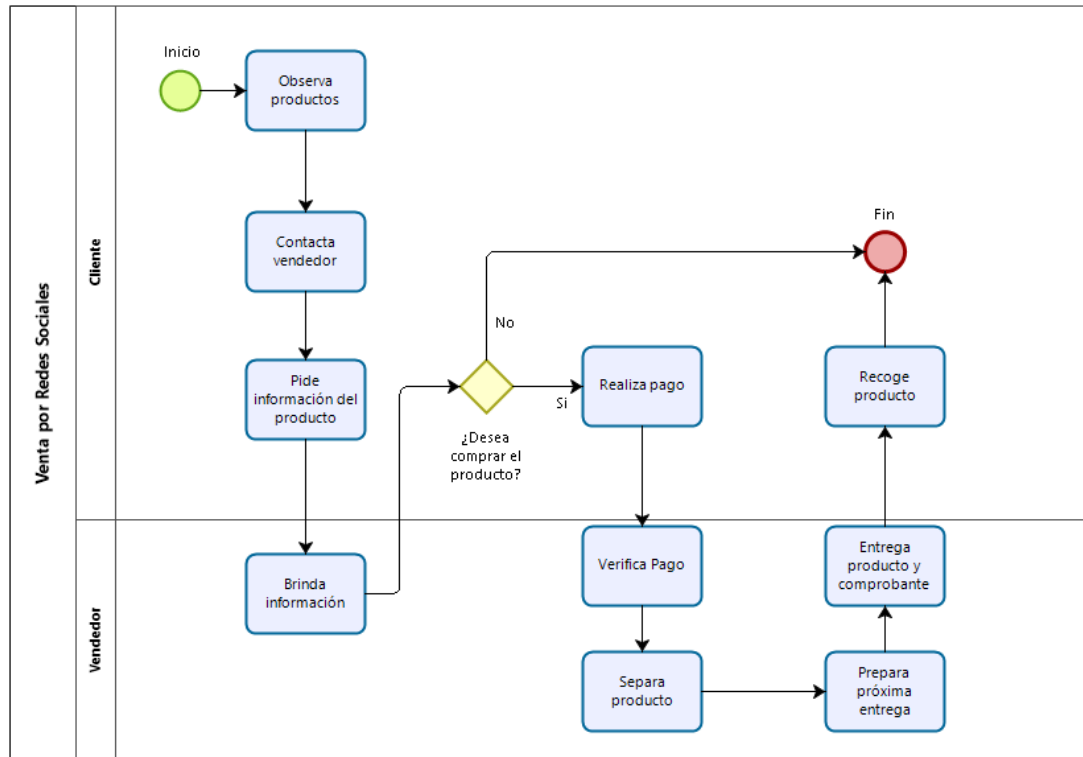 Venta por Redes Sociales
Cliente
Vendedor
Inicio
Observa
productos
Contacta
vendedor
Pide
información del
producto
Brinda
información
¿Desea
comprar el
producto?
No
Si
Realiza pago
Verifica Pago
Separa
producto
Prepara
próxima
entrega
Entrega
producto y
comprobante
Recoge
producto
Fin